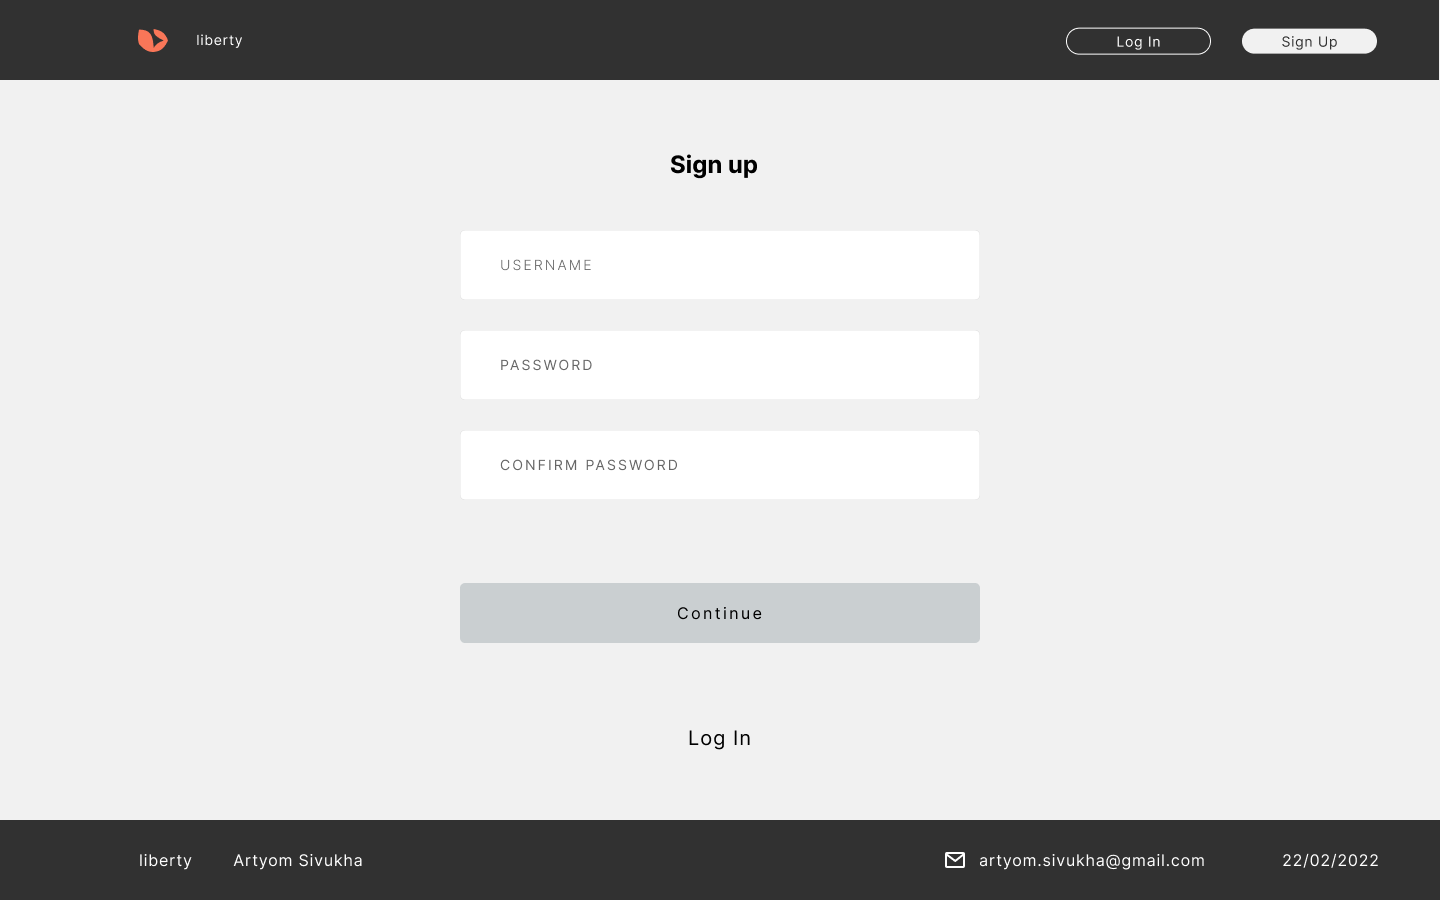 liberty
Log In
Sign Up
Sign up
USERNAME
PASSWORD
CONFIRM PASSWORD
Continue
Log In
liberty
Artyom Sivukha
artyom.sivukha@gmail.com
22/02/2022